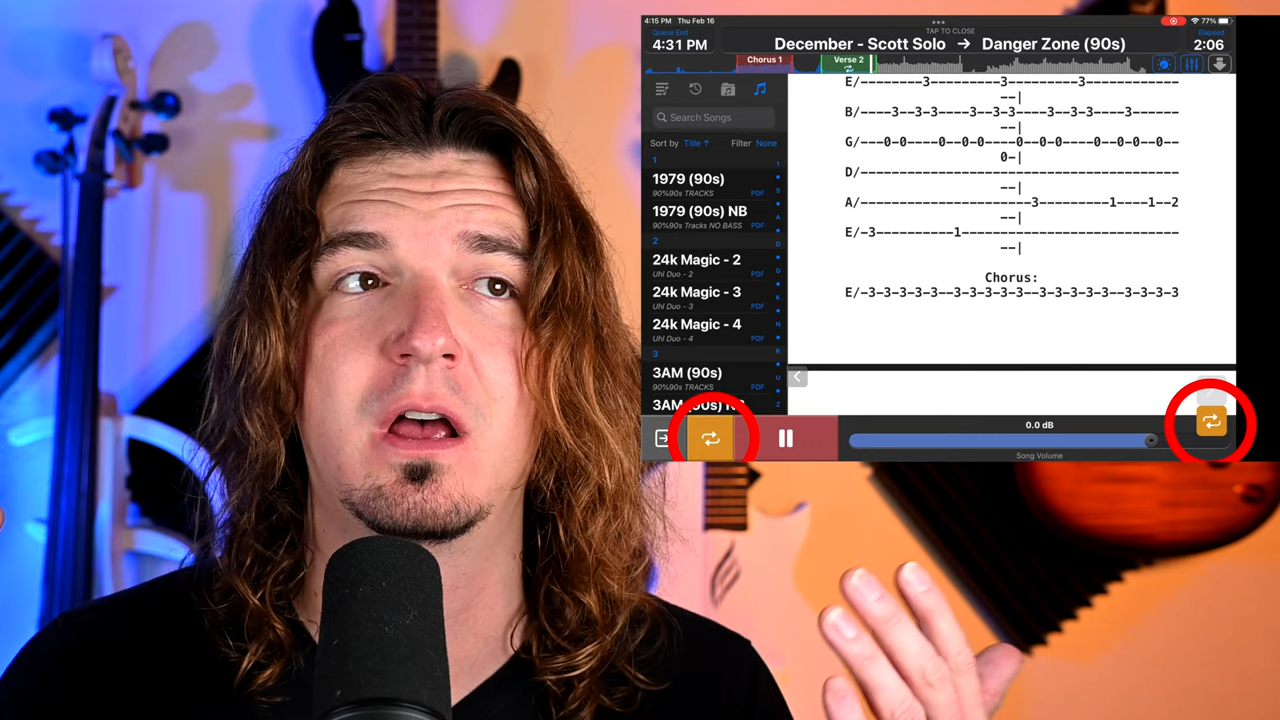 4:15 PM Thu Feb 16
77%
TAP TO CLOSE
Queue End
4:31 PM
December - Scott Solo → Danger Zone (90s)
Elapsed
2:06
Chorus 1
Verse 2
Search Songs
Sort by Title ↑ Filter None
1
1979 (90s)
90%90s TRACKS PDF
1979 (90s) NB
90%90s Tracks NO BASS PDF
2
24k Magic - 2
Uhl Duo - 2 PDF
24k Magic - 3
Uhl Duo - 3 PDF
24k Magic - 4
Uhl Duo - 4 PDF
3
3AM (90s)
90%90s TRACKS PDF
3AM (90s)
1
S
A
D
G
K
N
R
U
Z
E/---------3----------3----------3-------------
--|
B/----3--3-3----3--3-3-----3--3-3----3-------
--|
G/---0-0----0--0-0----0--0-0----0--0-0--0--
0-|
D/---------------------------------------------
--|
A/------------------------3----------1----1--2
--|
E/-3-----------1-------------------------------
--|
Chorus:
E/-3-3-3-3-3--3-3-3-3-3--3-3-3-3-3--3-3-3-3
0.0 dB
Song Volume